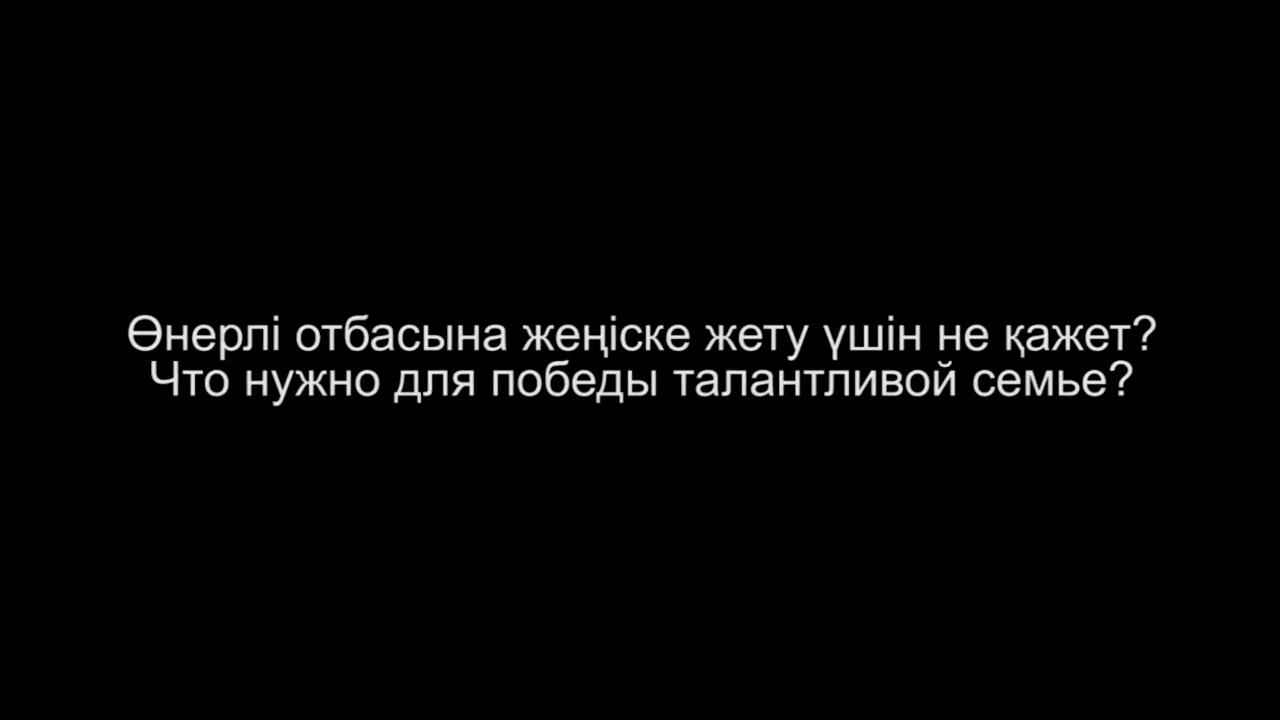 Өнерлі отбасына жеңіске жету үшін не қажет?
Что нужно для победы талантливой семье?